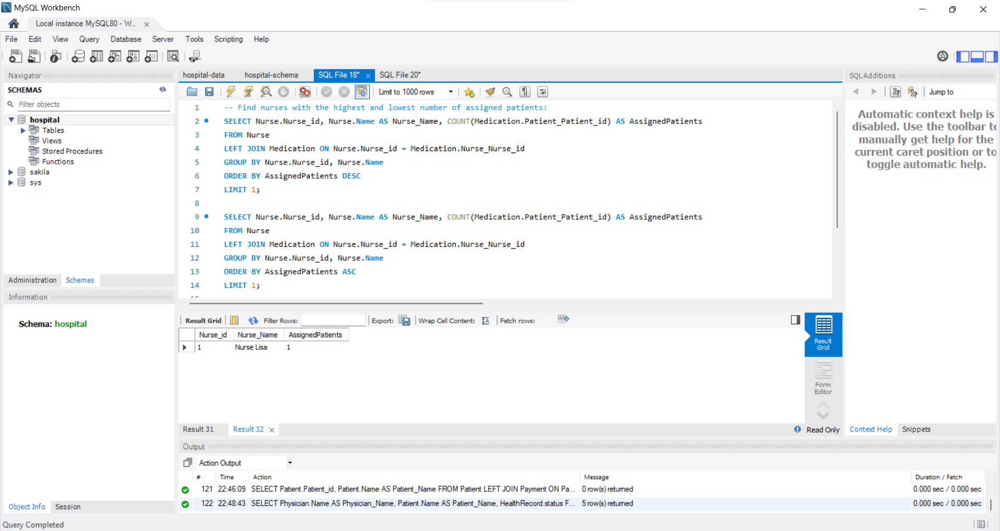 MySQL Workbench
Local instance MySQL80 - W...
File Edit View Query Database Server Tools Scripting Help
Navigator
SCHEMAS
Filter objects
hospital
Tables
Views
Stored Procedures
Functions
sakila
sys
Administration Schemas
Information
Schema: hospital
Object Info Session
hospital-data hospital-schema SQL File 18* SQL File 20*
Limit to 1000 rows
1 -- Find nurses with the highest and lowest number of assigned patients:
2 SELECT Nurse.Nurse_id, Nurse.Name AS Nurse_Name, COUNT(Medication.Patient_Patient_id) AS AssignedPatients
3 FROM Nurse
4 LEFT JOIN Medication ON Nurse.Nurse_id = Medication.Nurse_Nurse_id
5 GROUP BY Nurse.Nurse_id, Nurse.Name
6 ORDER BY AssignedPatients DESC
7 LIMIT 1;
8
9 SELECT Nurse.Nurse_id, Nurse.Name AS Nurse_Name, COUNT(Medication.Patient_Patient_id) AS AssignedPatients
10 FROM Nurse
11 LEFT JOIN Medication ON Nurse.Nurse_id = Medication.Nurse_Nurse_id
12 GROUP BY Nurse.Nurse_id, Nurse.Name
13 ORDER BY AssignedPatients ASC
14 LIMIT 1;
Result Grid Filter Rows: Export: Wrap Cell Content: Fetch rows:
Nurse_id Nurse_Name AssignedPatients
1 Nurse Lisa 1
Result Grid
Form Editor
Result 31 Result 32 Read Only
SQLAdditions
Jump to
Automatic context help is
disabled. Use the toolbar to
manually get help for the
current caret position or to
toggle automatic help.
Context Help Snippets
Output
Action Output
# Time Action Message Duration / Fetch
121 22:46:09 SELECT Patient.Patient_id, Patient.Name AS Patient_Name FROM Patient LEFT JOIN Payment ON Pa... 0 row(s) returned 0.000 sec / 0.000 sec
122 22:48:43 SELECT Physician.Name AS Physician_Name, Patient.Name AS Patient_Name, HealthRecord.status F... 5 row(s) returned 0.000 sec / 0.000 sec
Query Completed